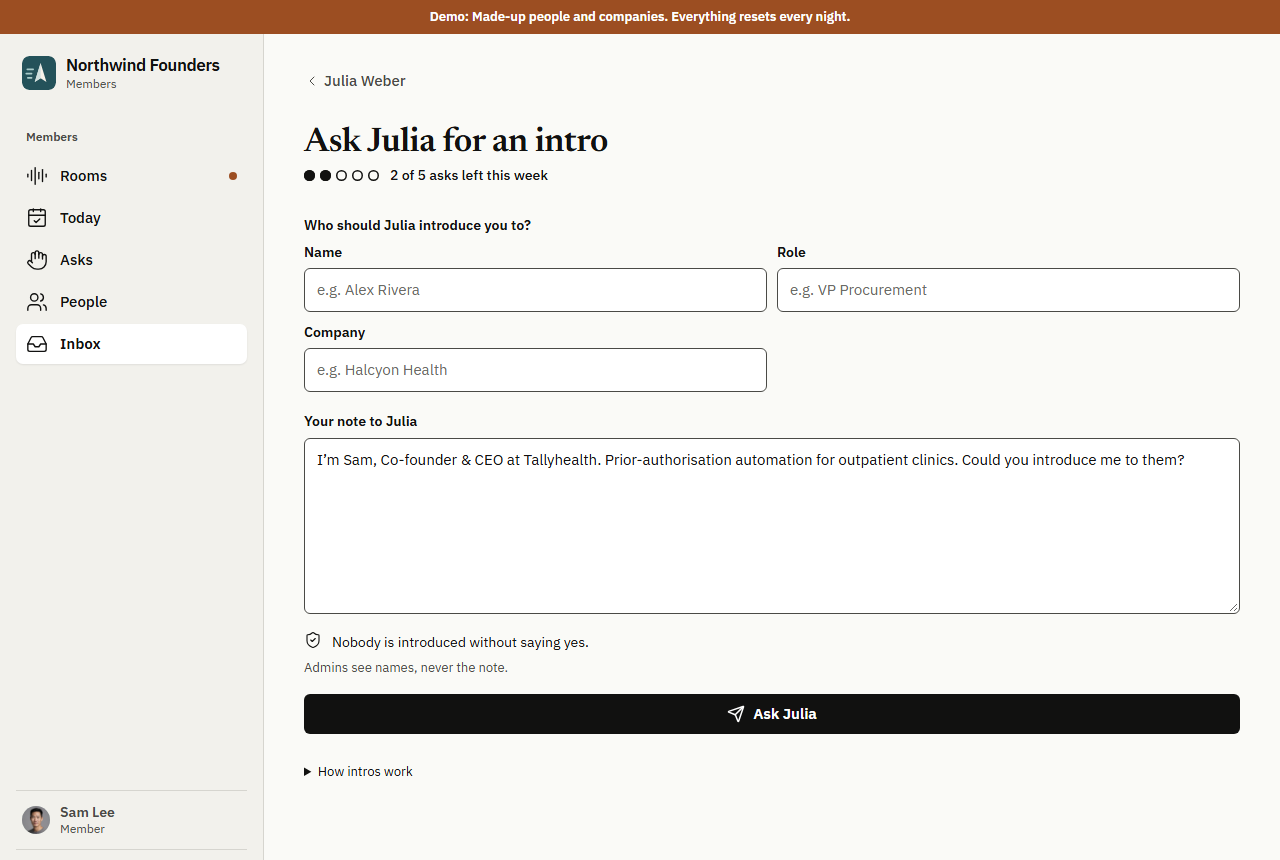 Demo: Made-up people and companies. Everything resets every night.
Northwind Founders
Members
Members
Rooms
Today
Asks
People
Inbox
Sam Lee
Member
Julia Weber
Ask Julia for an intro
2 of 5 asks left this week
Who should Julia introduce you to?
Name
Role
e.g. Alex Rivera
e.g. VP Procurement
Company
e.g. Halcyon Health
Your note to Julia
I’m Sam, Co-founder & CEO at Tallyhealth. Prior-authorisation automation for outpatient clinics. Could you introduce me to them?
Nobody is introduced without saying yes.
Admins see names, never the note.
Ask Julia
How intros work